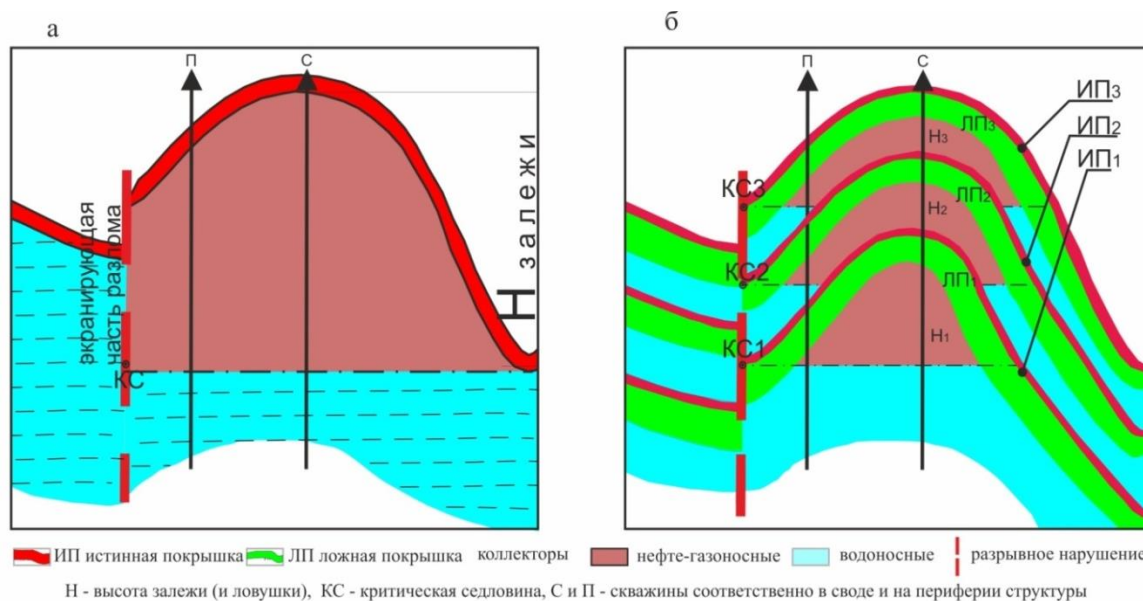 а
б
П
С
экранирующая
часть разлома
КС
Н залежи
П
С
КС3
КС2
КС1
Н3
Н2
Н1
ЛП3
ЛП2
ЛП1
ИП3
ИП2
ИП1
ИП истинная покрышка
ЛП ложная покрышка
коллекторы
нефте-газоносные
водоносные
разрывное нарушение
Н - высота залежи (и ловушки), КС - критическая седловина, С и П - скважины соответственно в своде и на периферии структуры